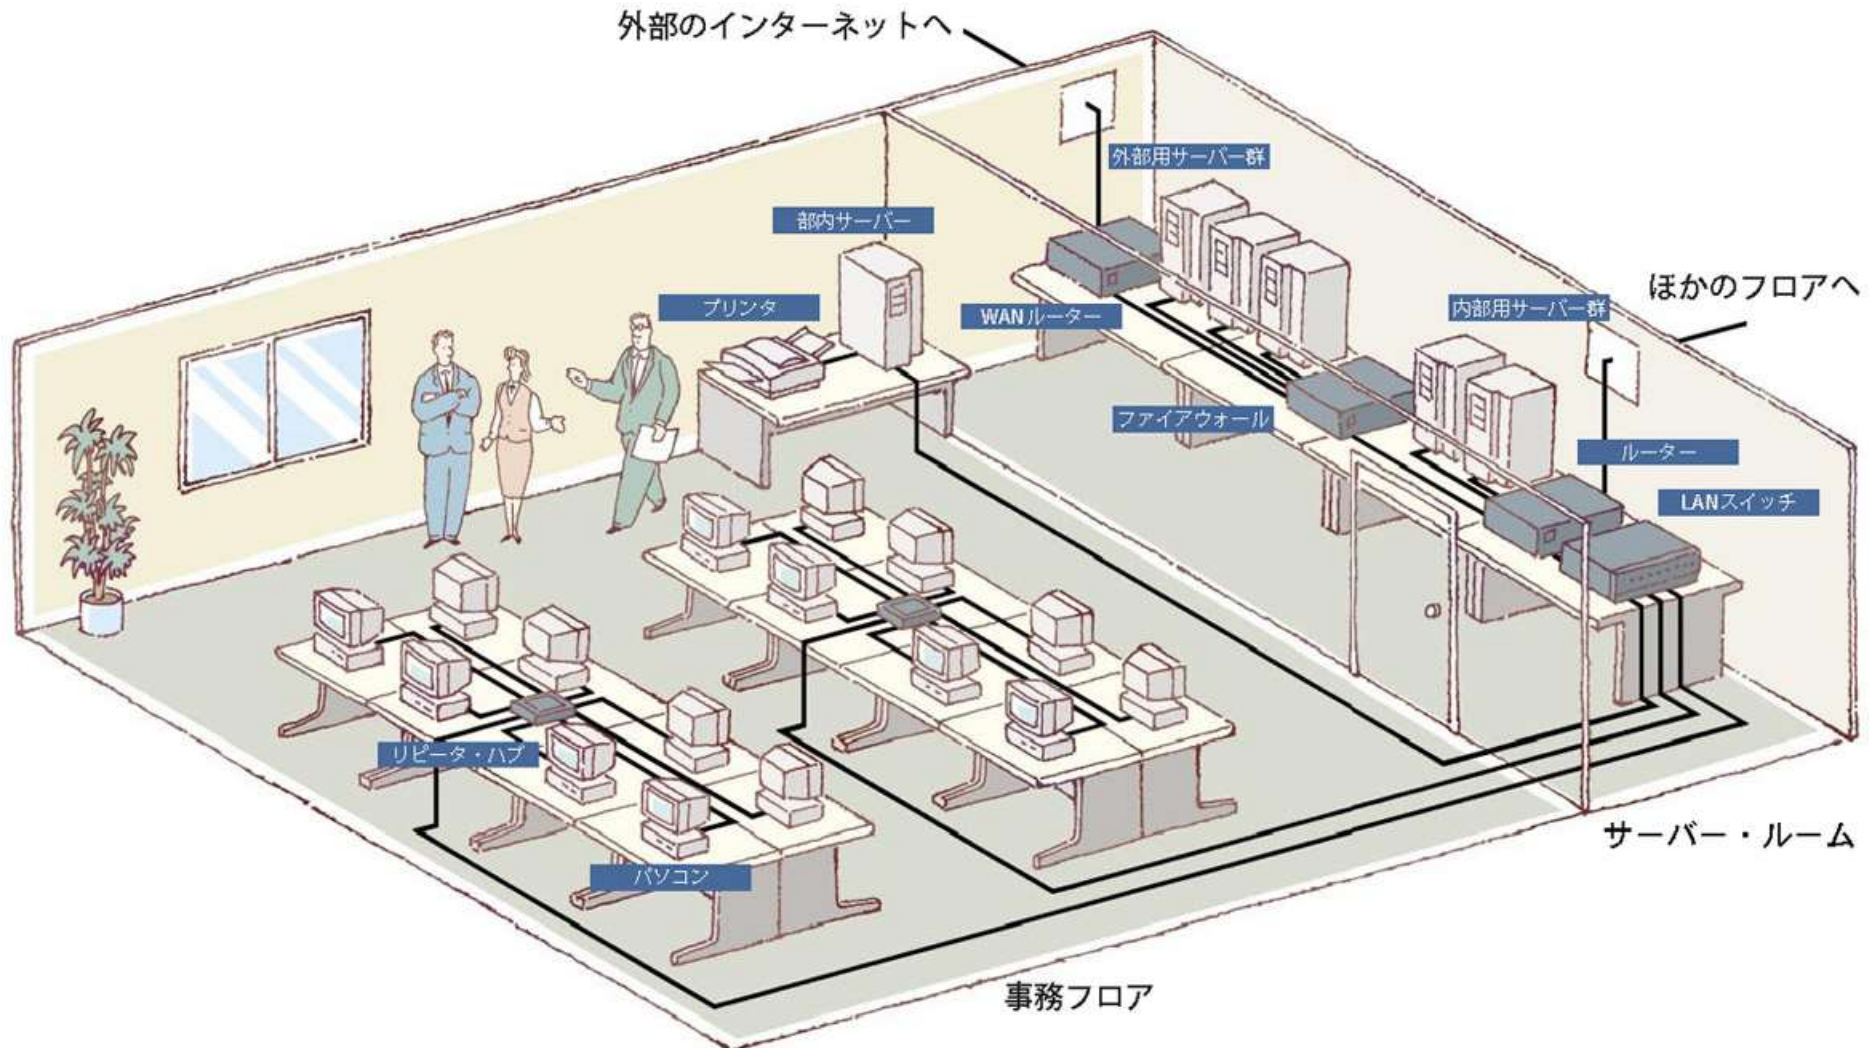 外部のインターネットへ
外部用サーバー群
部内サーバー
ほかのフロアへ
プリンタ
WANルーター
内部用サーバー群
ファイアウォール
ルーター
LANスイッチ
リピータ・ハブ
サーバー・ルーム
パソコン
事務フロア